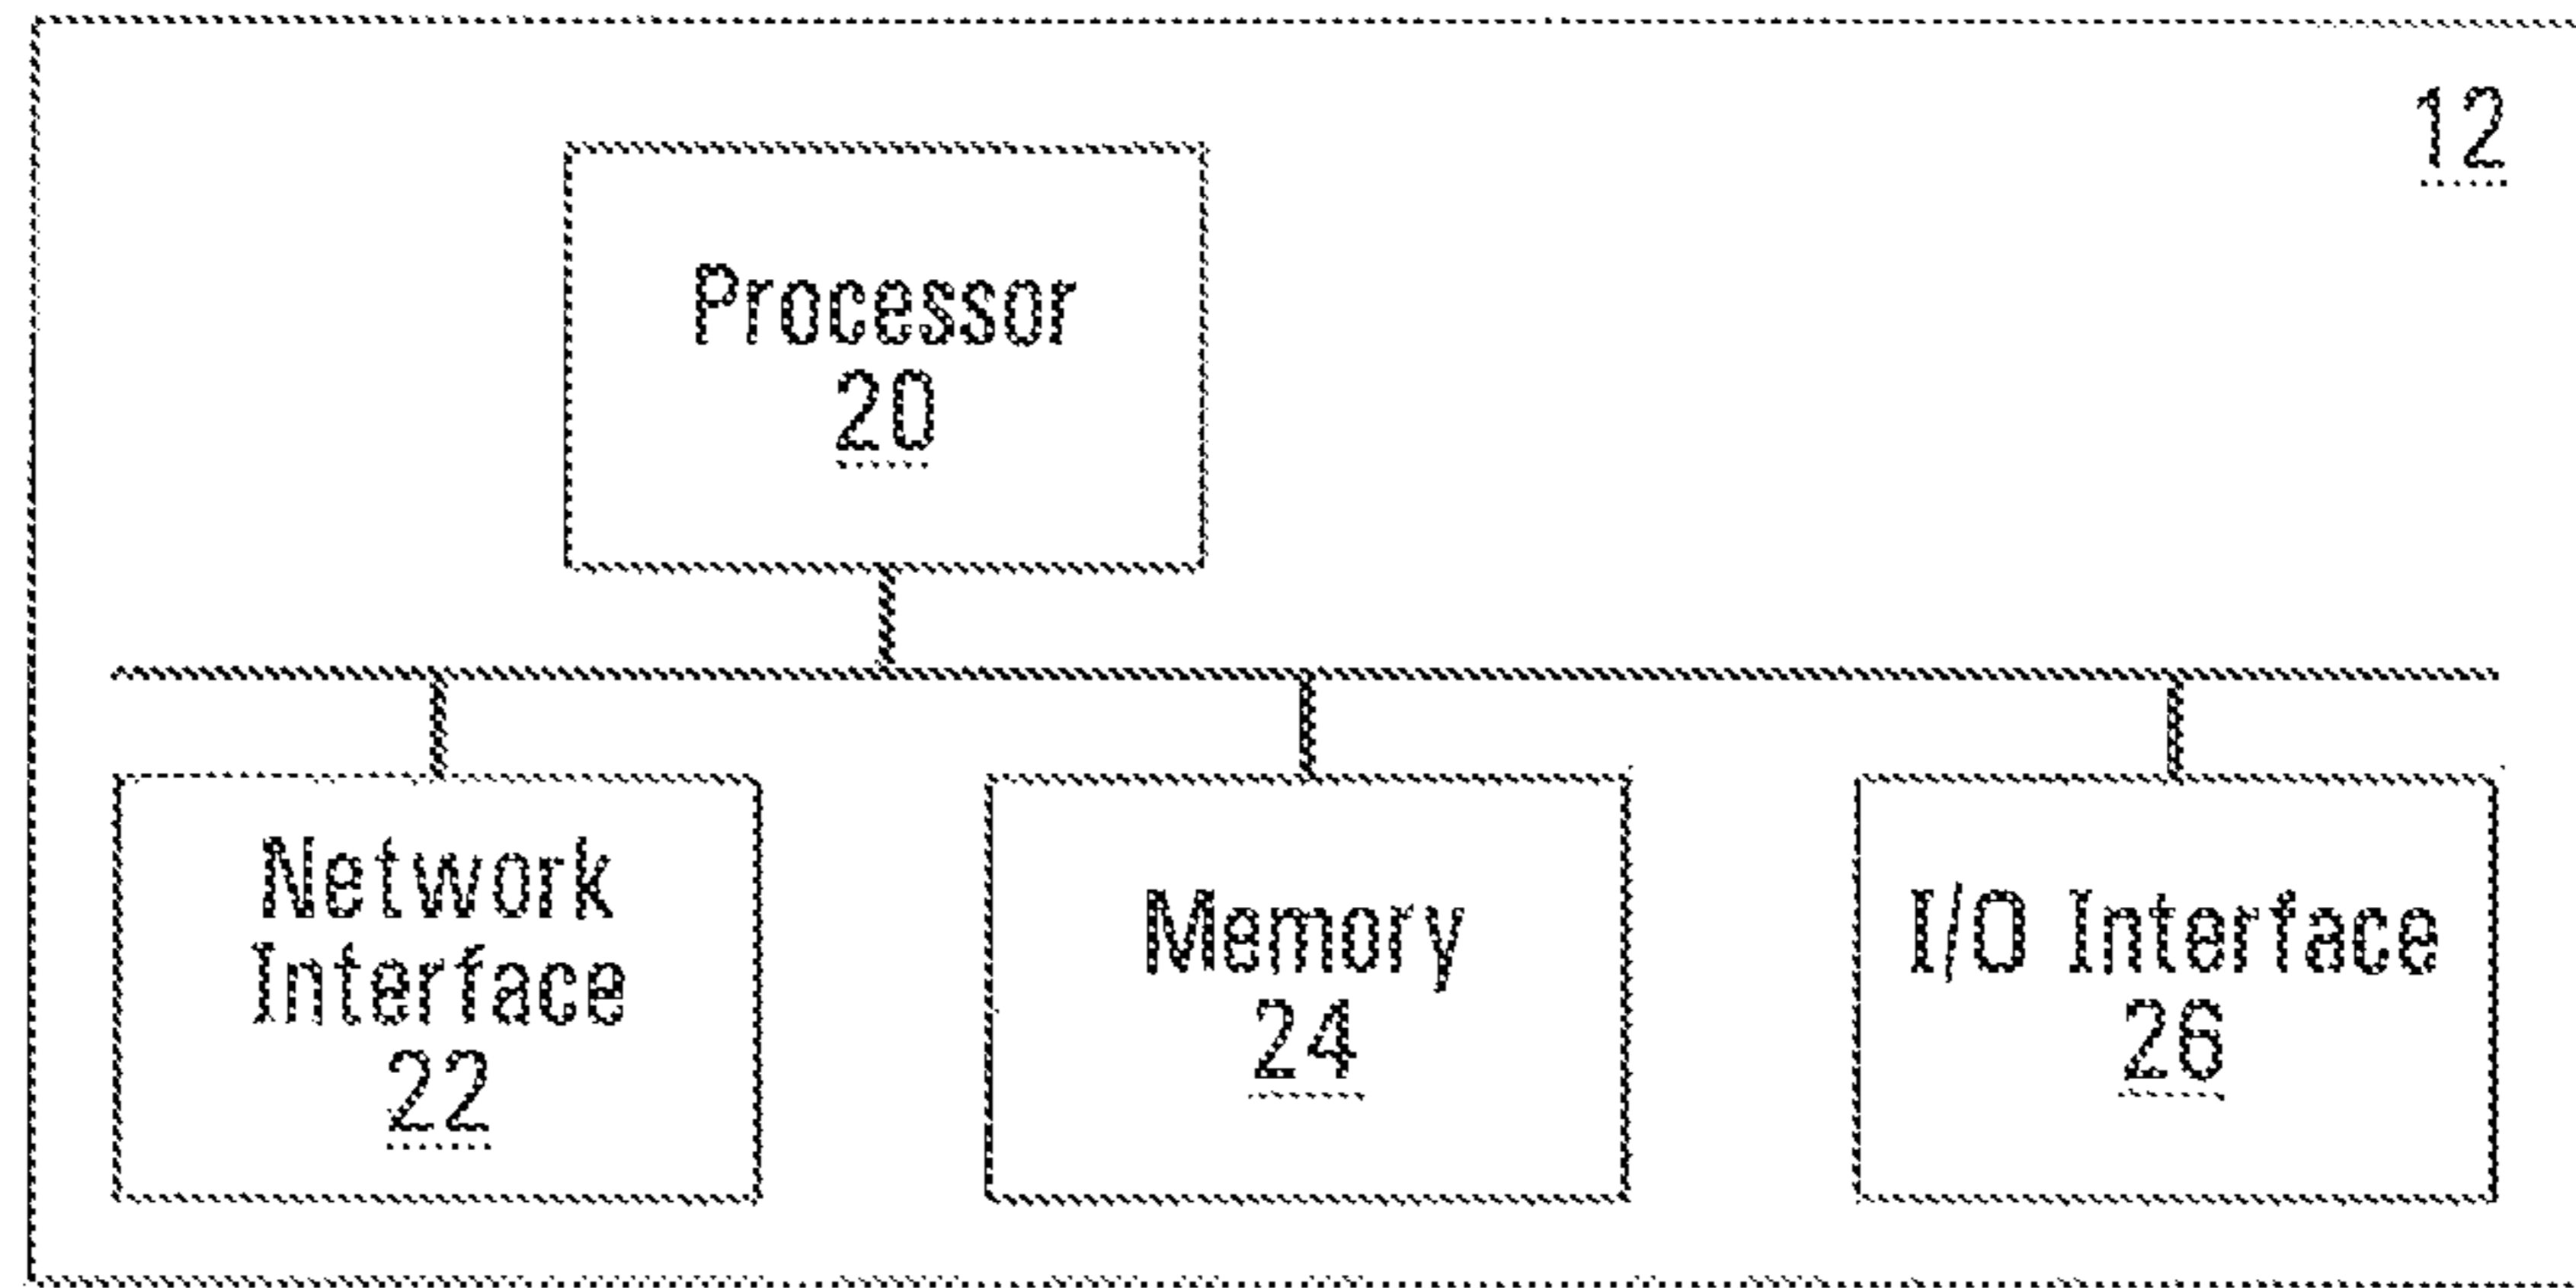 12
Processor
20
Network
Interface
22
Memory
24
I/O Interface
26